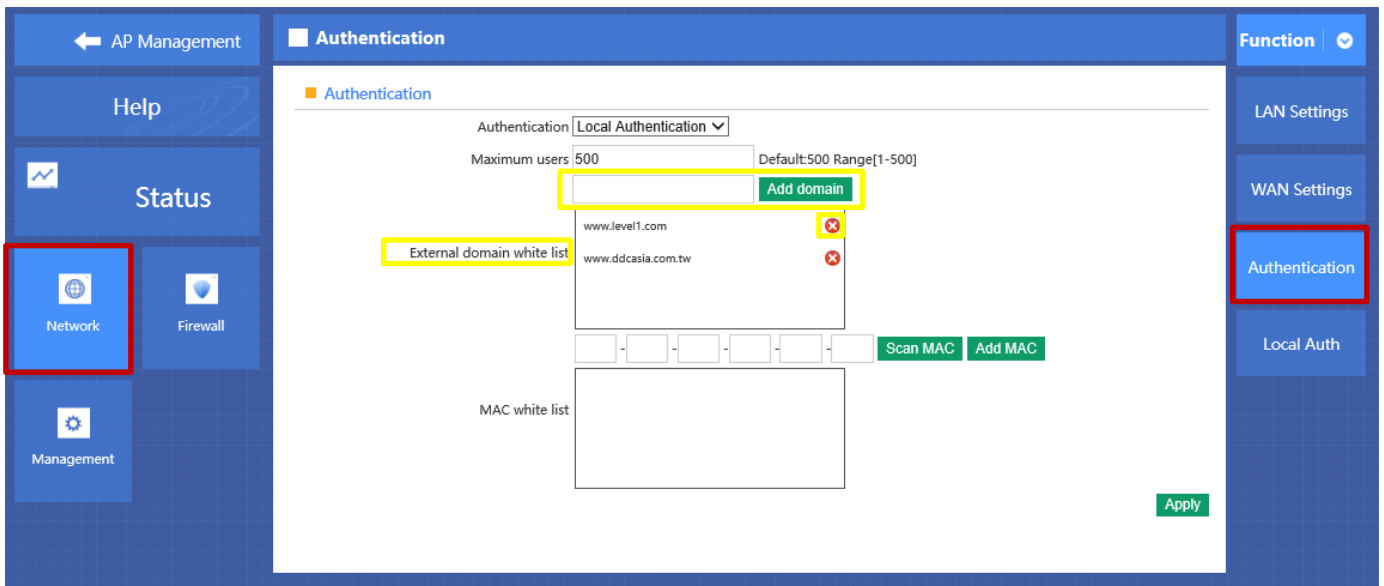 AP Management
Help
Status
Network
Firewall
Management
Authentication
Authentication
Authentication Local Authentication
Maximum users 500 Default:500 Range[1-500]
Add domain
External domain white list
www.level1.com
www.ddcasia.com.tw
- - - - - Scan MAC Add MAC
MAC white list
Apply
Function
LAN Settings
WAN Settings
Authentication
Local Auth